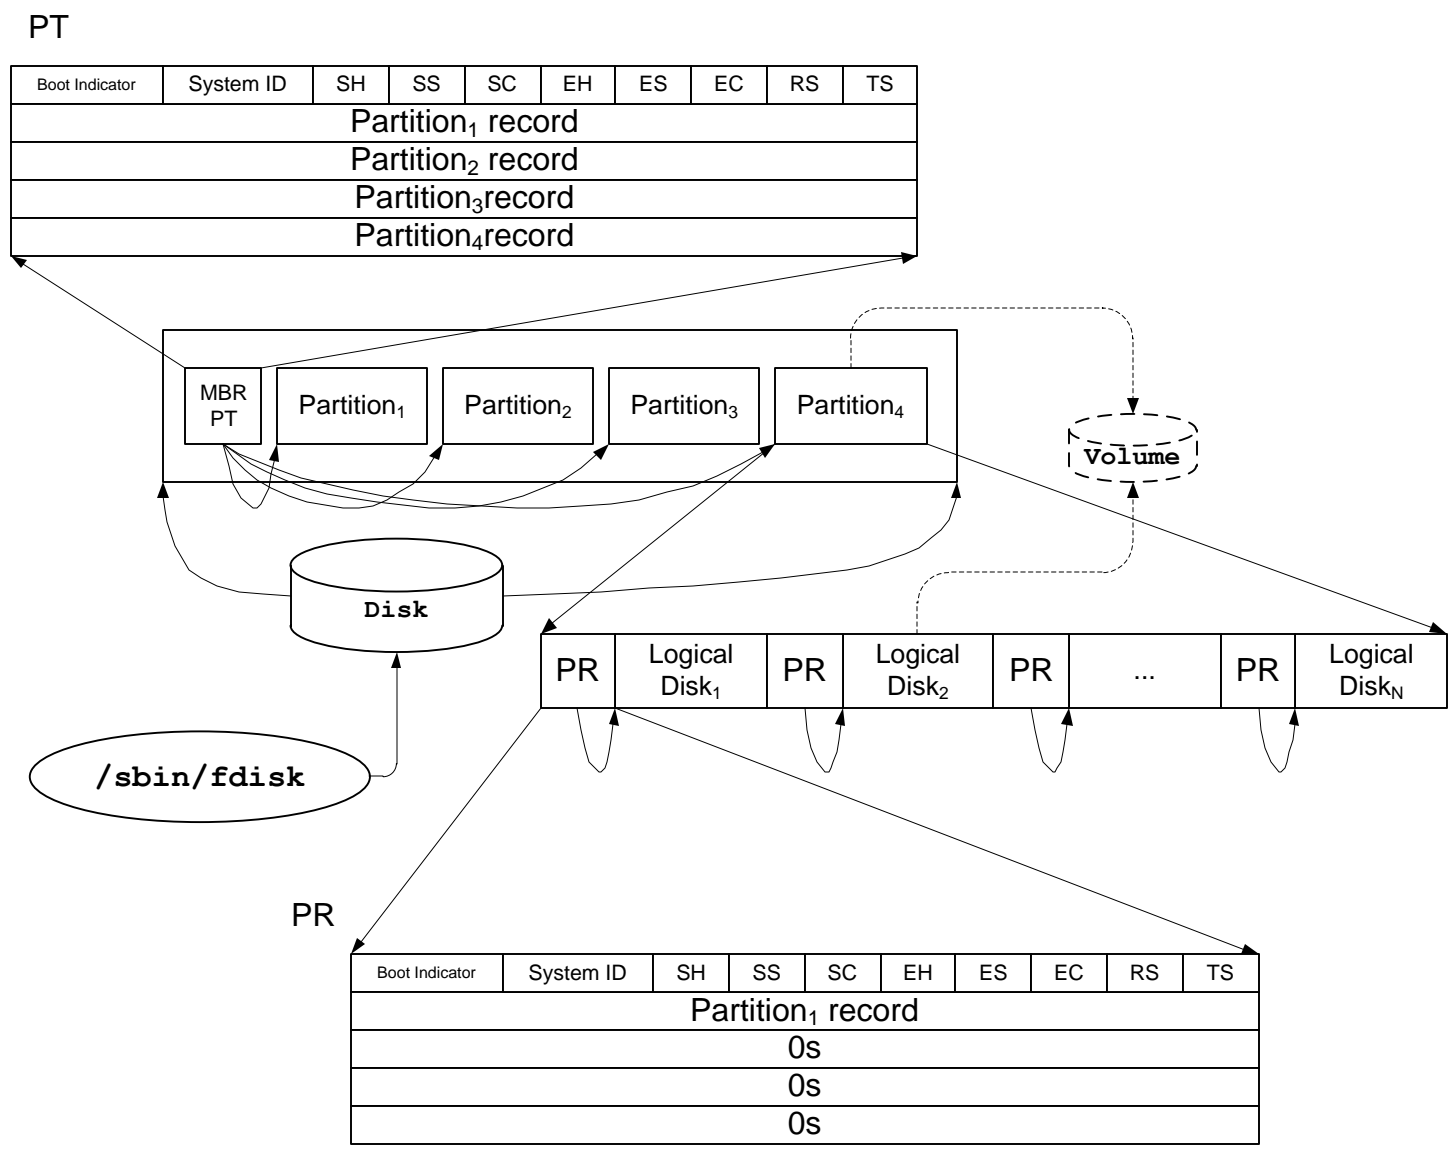 PT
Boot Indicator System ID SH SS SC EH ES EC RS TS
Partition₁ record
Partition₂ record
Partition₃record
Partition₄record
MBR
PT
Partition₁
Partition₂
Partition₃
Partition₄
Volume
Disk
PR
Logical
Disk₁
PR
Logical
Disk₂
PR
...
PR
Logical
Disk_N
/sbin/fdisk
PR
Boot Indicator System ID SH SS SC EH ES EC RS TS
Partition₁ record
0s
0s
0s